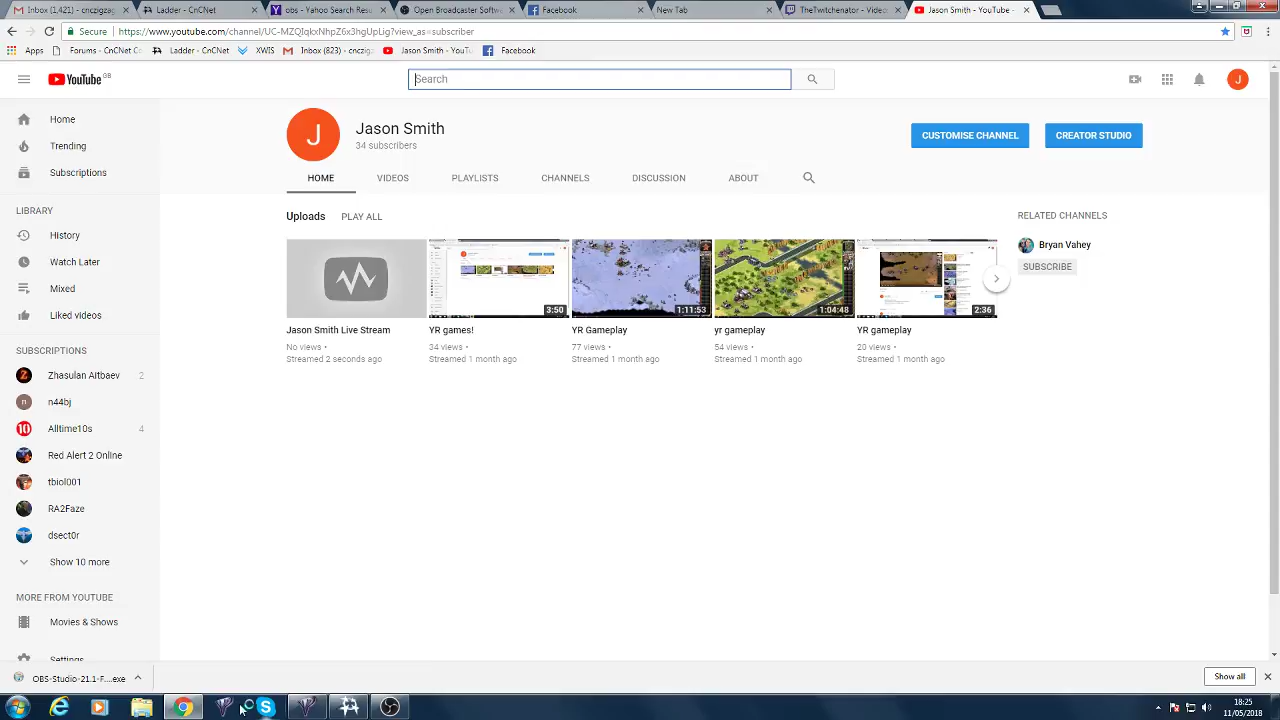 Inbox (1,421) - cnczigzag
Ladder - CnCNet
obs - Yahoo Search Resu
Open Broadcaster Softw
Facebook
New Tab
TheTwitchenator - Video
Jason Smith - YouTube
Secure
https://www.youtube.com/channel/UC-MZQIqkxNhpZ6x3hgUpLig?view_as=subscriber
Apps
Forums - CnCNet Co
Ladder - CnCNet
XWIS
Inbox (823) - cnczig
Jason Smith - YouTu
Facebook
YouTube GB
Search
J
J
Jason Smith
34 subscribers
CUSTOMISE CHANNEL
CREATOR STUDIO
HOME VIDEOS PLAYLISTS CHANNELS DISCUSSION ABOUT
Home
Trending
Subscriptions
LIBRARY
History
Watch Later
Mixed
Liked videos
SUBSCRIPTIONS
Zhasulan Altbaev 2
n44bj
Alltime10s 4
Red Alert 2 Online
tbiol001
RA2Faze
dsect0r
Show 10 more
MORE FROM YOUTUBE
Movies & Shows
Settings
Uploads PLAY ALL
Jason Smith Live Stream
No views •
Streamed 2 seconds ago
3:50
YR games!
34 views •
Streamed 1 month ago
1:11:53
YR Gameplay
77 views •
Streamed 1 month ago
1:04:48
yr gameplay
54 views •
Streamed 1 month ago
2:36
YR gameplay
20 views •
Streamed 1 month ago
RELATED CHANNELS
Bryan Vahey
SUBSCRIBE
OBS-Studio-21.1-F....exe
Show all
18:25
11/05/2018